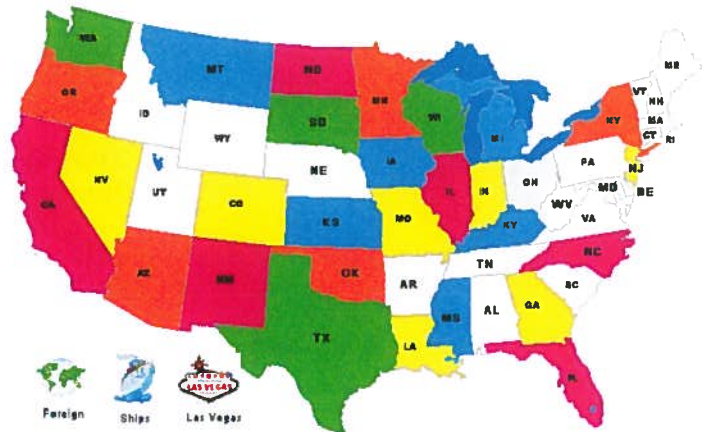 WA
MT
ND
MN
ME
OR
ID
SD
WI
VT
NH
WY
MI
NY
MA
CT
RI
IA
NE
PA
NV
IL
IN
OH
NJ
UT
MD
DE
CA
CO
WV
KS
MO
KY
VA
TN
NC
AZ
NM
OK
AR
SC
MS
AL
GA
TX
LA
FL
LAS VEGAS
Foreign
Ships
Las Vegas